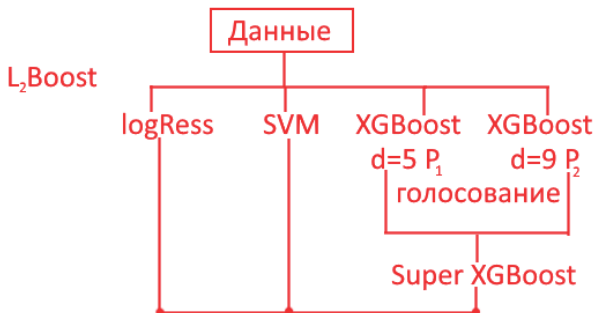 Данные
L₂Boost
logRess SVM XGBoost XGBoost
d=5 P₁ d=9 P₂
голосование
Super XGBoost